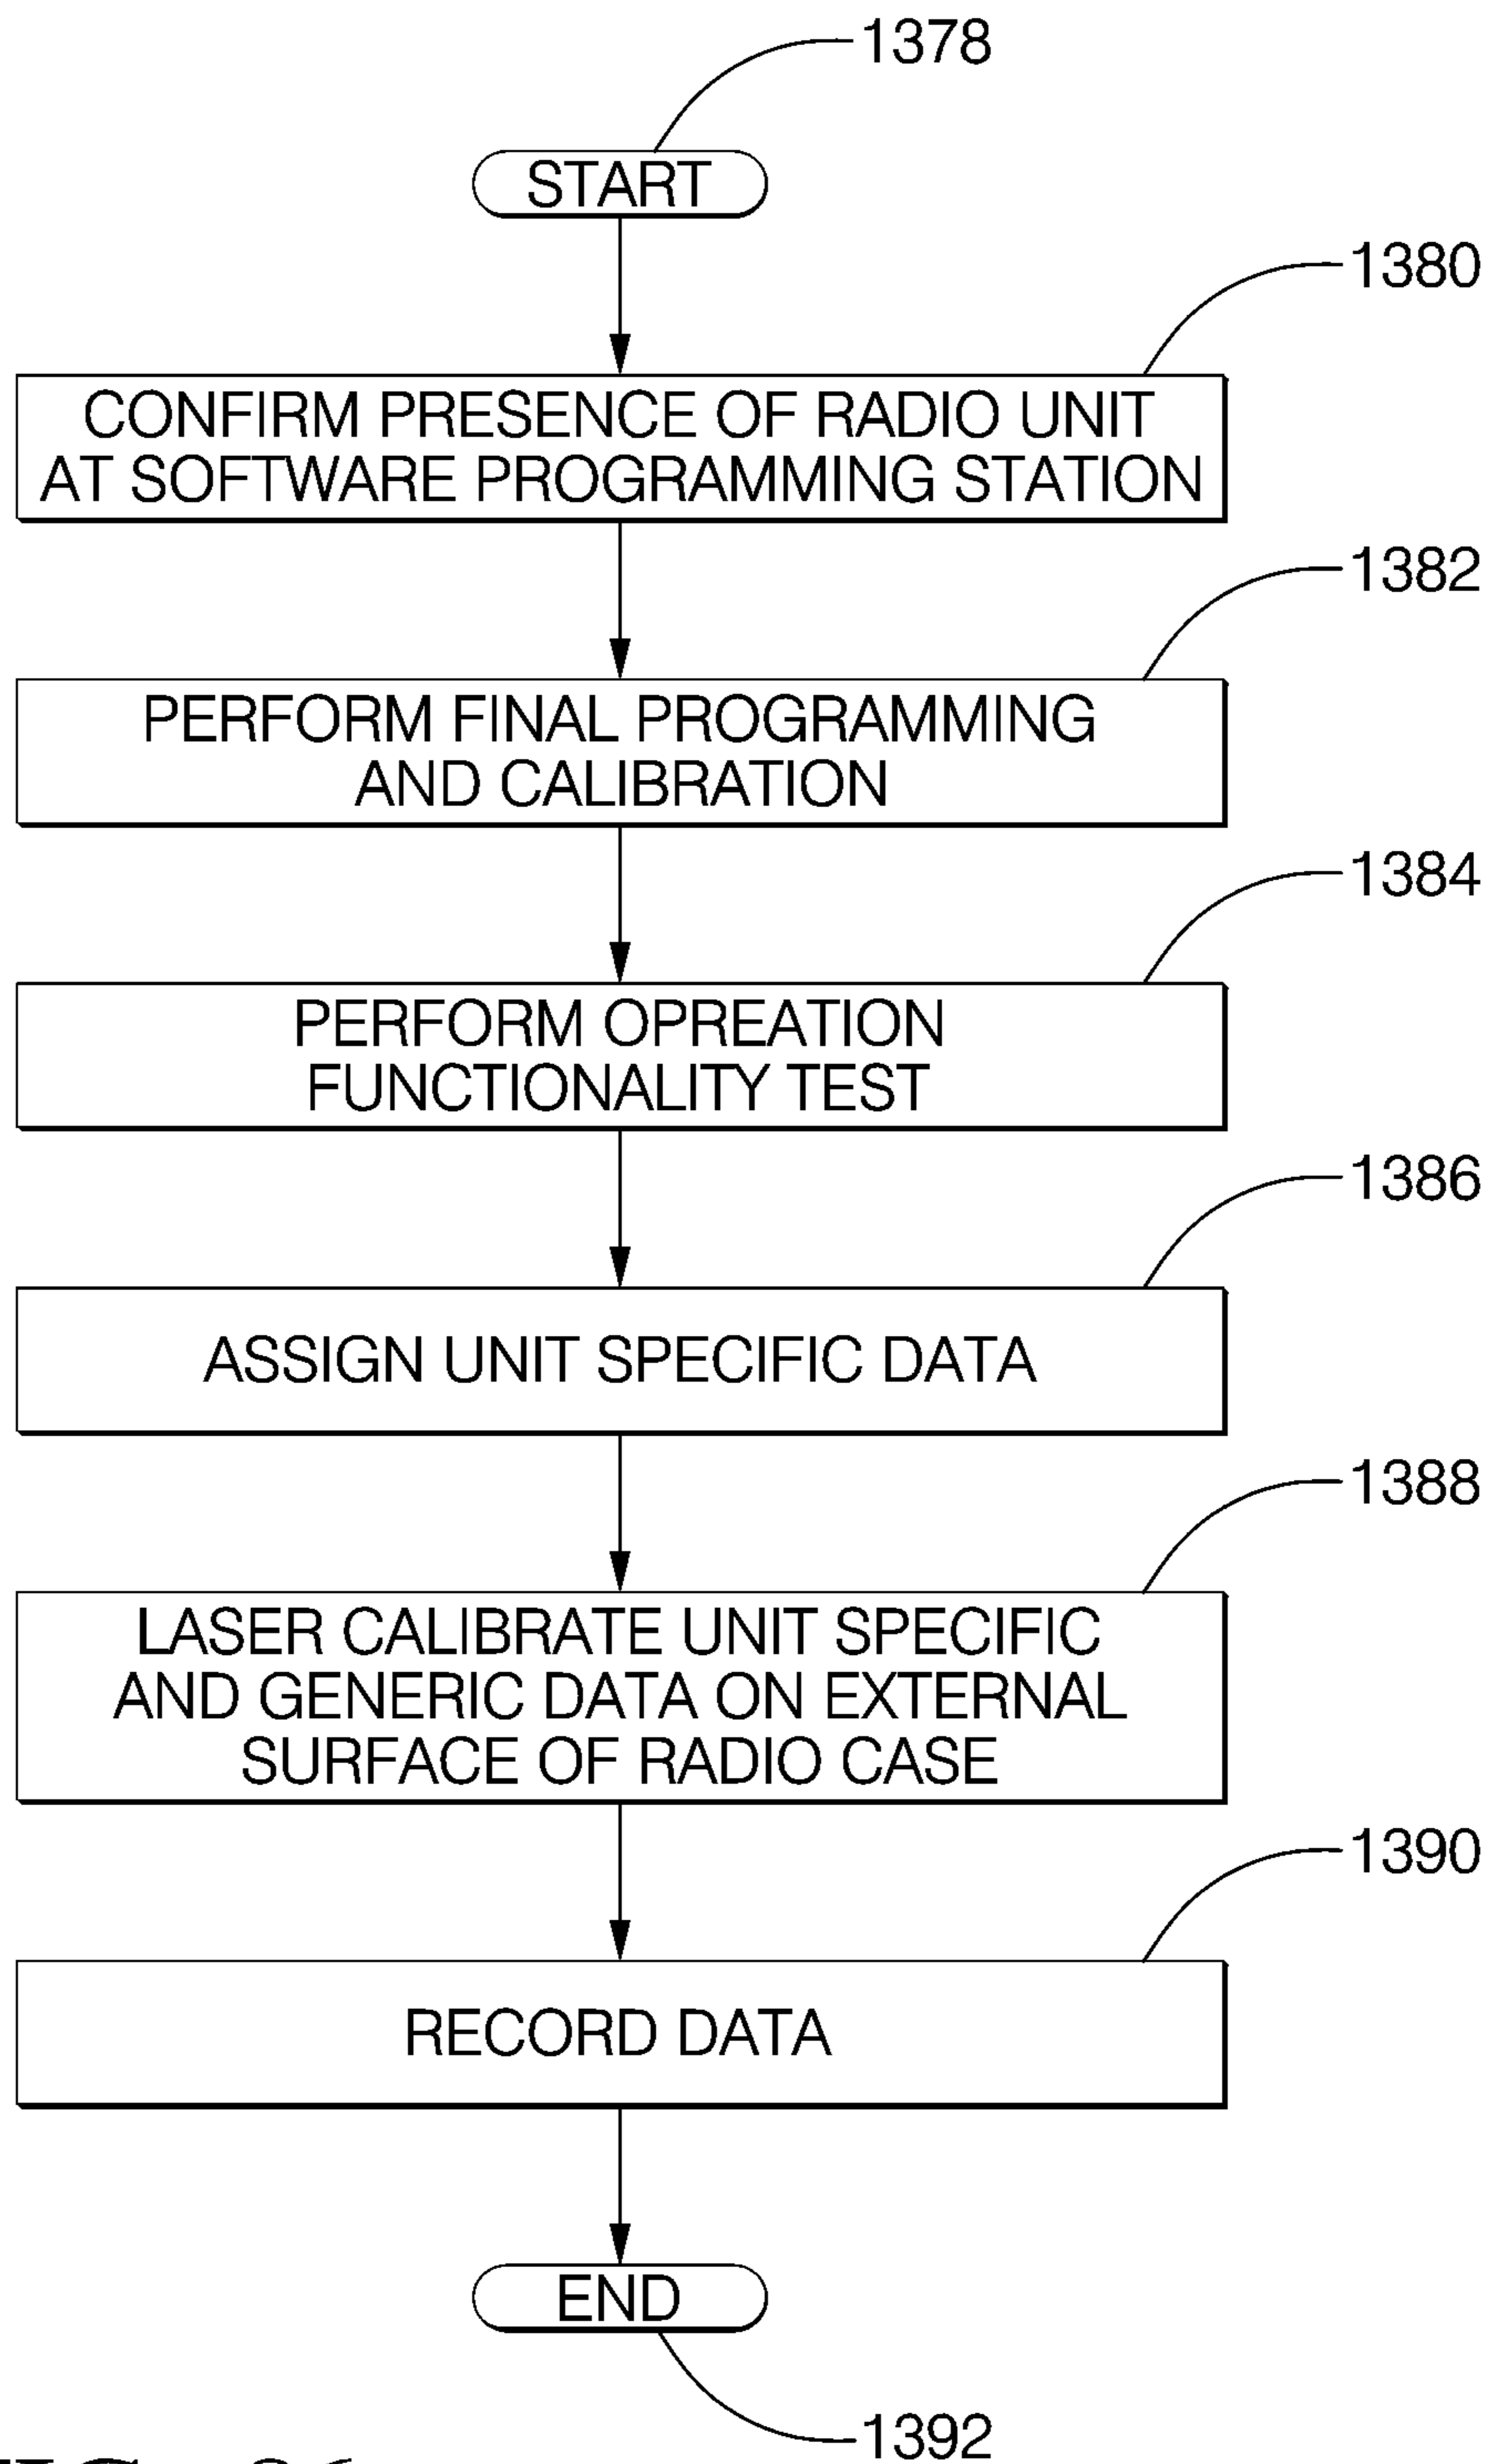 1378
START
1380
CONFIRM PRESENCE OF RADIO UNIT
AT SOFTWARE PROGRAMMING STATION
1382
PERFORM FINAL PROGRAMMING
AND CALIBRATION
1384
PERFORM OPREATION
FUNCTIONALITY TEST
1386
ASSIGN UNIT SPECIFIC DATA
1388
LASER CALIBRATE UNIT SPECIFIC
AND GENERIC DATA ON EXTERNAL
SURFACE OF RADIO CASE
1390
RECORD DATA
END
1392